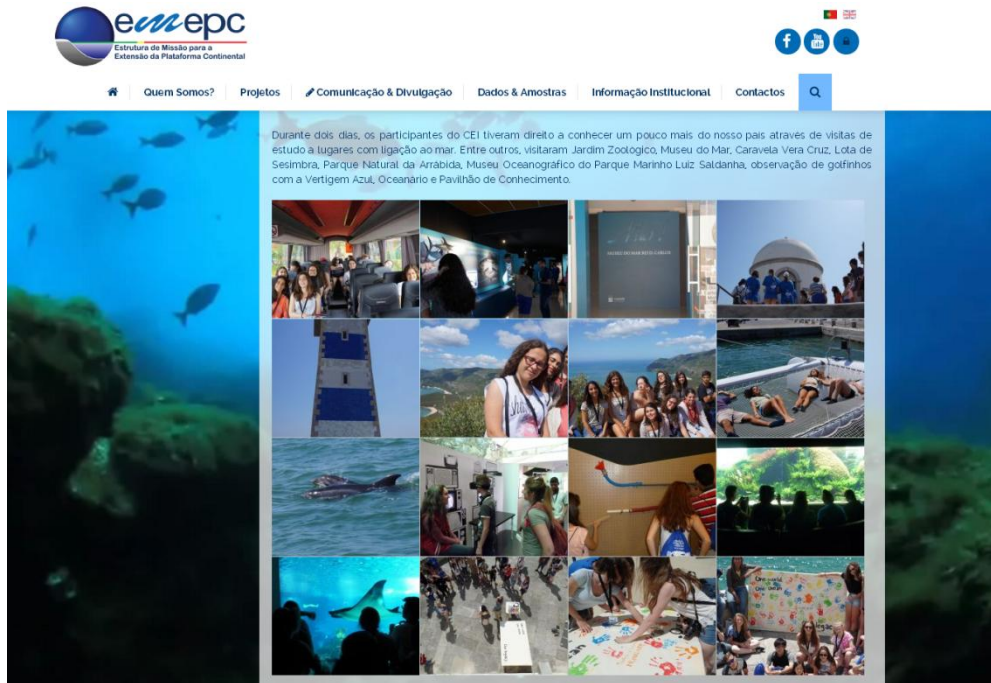 emepc
Estrutura de Missão para a
Extensão da Plataforma Continental
Quem Somos?
Projetos
Comunicação & Divulgação
Dados & Amostras
Informação Institucional
Contactos
Durante dois dias, os participantes do CEI tiveram direito a conhecer um pouco mais do nosso país através de visitas de
estudo a lugares com ligação ao mar. Entre outros, visitaram Jardim Zoológico, Museu do Mar, Caravela Vera Cruz, Lota de
Sesimbra, Parque Natural da Arrábida, Museu Oceanográfico do Parque Marinho Luiz Saldanha, observação de golfinhos
com a Vertigem Azul, Oceanário e Pavilhão de Conhecimento.